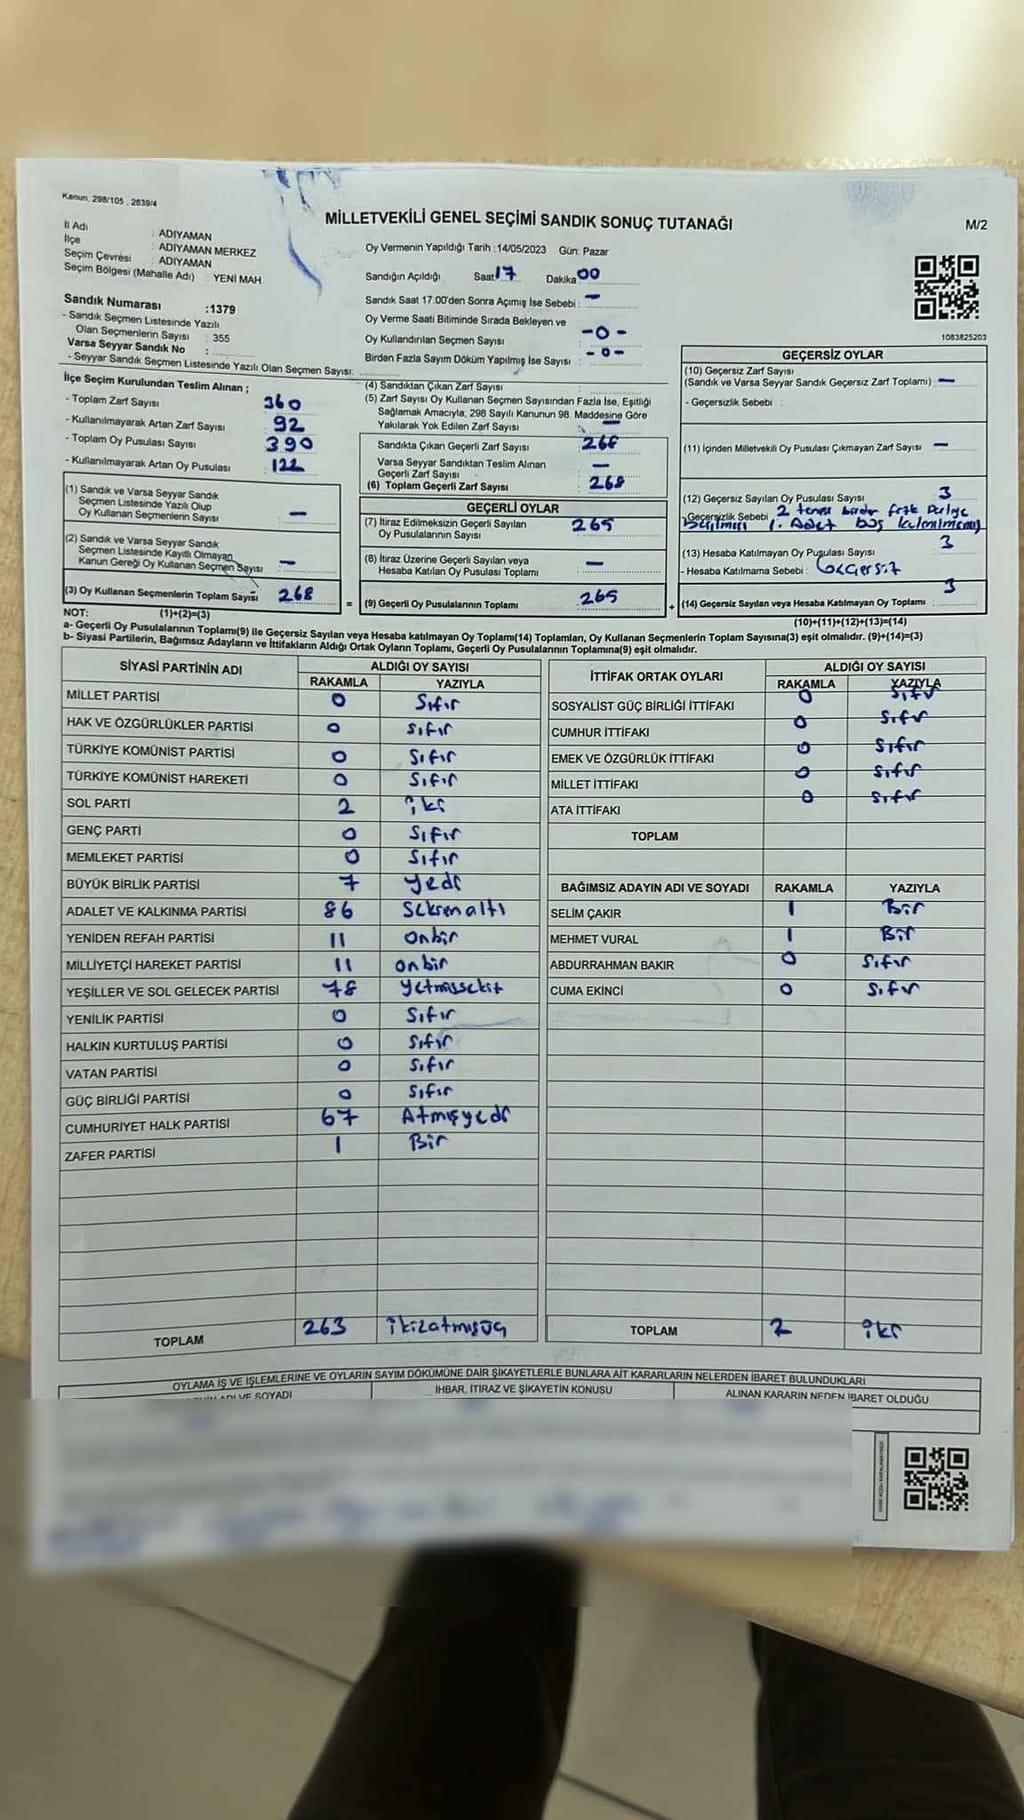 Kanun: 298/105 , 2839/4
MİLLETVEKİLİ GENEL SEÇİMİ SANDIK SONUÇ TUTANAĞI
M/2
İl Adı : ADIYAMAN
İlçe : ADIYAMAN MERKEZ
Seçim Çevresi : ADIYAMAN
Seçim Bölgesi (Mahalle Adı) : YENİ MAH
Sandık Numarası :1379
- Sandık Seçmen Listesinde Yazılı
Olan Seçmenlerin Sayısı : 355
Varsa Seyyar Sandık No :
- Seyyar Sandık Seçmen Listesinde Yazılı Olan Seçmen Sayısı:
Oy Vermenin Yapıldığı Tarih :14/05/2023 Gün: Pazar
Sandığın Açıldığı Saat 17 Dakika 00
Sandık Saat 17.00'den Sonra Açımış İse Sebebi : -
Oy Verme Saati Bitiminde Sırada Bekleyen ve
Oy Kullandırılan Seçmen Sayısı -0-
Birden Fazla Sayım Döküm Yapılmış İse Sayısı : -0-
1083825203
İlçe Seçim Kurulundan Teslim Alınan ;
- Toplam Zarf Sayısı : 360
- Kullanılmayarak Artan Zarf Sayısı : 92
- Toplam Oy Pusulası Sayısı : 390
- Kullanılmayarak Artan Oy Pusulası : 122
(1) Sandık ve Varsa Seyyar Sandık
Seçmen Listesinde Yazılı Olup
Oy Kullanan Seçmenlerin Sayısı : -
(2) Sandık ve Varsa Seyyar Sandık
Seçmen Listesinde Kayıtlı Olmayan
Kanun Gereği Oy Kullanan Seçmen Sayısı : -
(3) Oy Kullanan Seçmenlerin Toplam Sayısı : 268
(4) Sandıktan Çıkan Zarf Sayısı :
(5) Zarf Sayısı Oy Kullanan Seçmen Sayısından Fazla İse, Eşitliği
Sağlamak Amacıyla; 298 Sayılı Kanunun 98. Maddesine Göre
Yakılarak Yok Edilen Zarf Sayısı : -
Sandıkta Çıkan Geçerli Zarf Sayısı : 268
Varsa Seyyar Sandıktan Teslim Alınan
Geçerli Zarf Sayısı : -
(6) Toplam Geçerli Zarf Sayısı : 268
GEÇERLİ OYLAR
(7) İtiraz Edilmeksizin Geçerli Sayılan
Oy Pusulalarının Sayısı : 265
(8) İtiraz Üzerine Geçerli Sayılan veya
Hesaba Katılan Oy Pusulası Toplamı : -
= (9) Geçerli Oy Pusulalarının Toplamı : 265
GEÇERSİZ OYLAR
(10) Geçersiz Zarf Sayısı
(Sandık ve Varsa Seyyar Sandık Geçersiz Zarf Toplamı) : -
- Geçersizlik Sebebi :
(11) İçinden Milletvekili Oy Pusulası Çıkmayan Zarf Sayısı : -
(12) Geçersiz Sayılan Oy Pusulası Sayısı : 3
- Geçersizlik Sebebi 2 tanesi birden
1. Adet boş
(13) Hesaba Katılmayan Oy Pusulası Sayısı : 3
- Hesaba Katılmama Sebebi : Geçersiz
+ (14) Geçersiz Sayılan veya Hesaba Katılmayan Oy Toplamı : 3
NOT: (1)+(2)=(3)
(10)+(11)+(12)+(13)=(14)
a- Geçerli Oy Pusulalarının Toplamı(9) ile Geçersiz Sayılan veya Hesaba katılmayan Oy Toplamı(14) Toplamları, Oy Kullanan Seçmenlerin Toplam Sayısına(3) eşit olmalıdır. (9)+(14)=(3)
b- Siyasi Partilerin, Bağımsız Adayların ve İttifakların Aldığı Ortak Oyların Toplamı, Geçerli Oy Pusulalarının Toplamına(9) eşit olmalıdır.
SİYASİ PARTİNİN ADI ALDIĞI OY SAYISI
RAKAMLA YAZIYLA
MİLLET PARTİSİ 0 Sıfır
HAK VE ÖZGÜRLÜKLER PARTİSİ 0 sıfır
TÜRKİYE KOMÜNİST PARTİSİ 0 Sıfır
TÜRKİYE KOMÜNİST HAREKETİ 0 Sıfır
SOL PARTİ 2 iki
GENÇ PARTİ 0 Sıfır
MEMLEKET PARTİSİ 0 Sıfır
BÜYÜK BİRLİK PARTİSİ 7 yedi
ADALET VE KALKINMA PARTİSİ 86 Seksenaltı
YENİDEN REFAH PARTİSİ 11 Onbir
MİLLİYETÇİ HAREKET PARTİSİ 11 onbir
YEŞİLLER VE SOL GELECEK PARTİSİ 78 Yetmişsekiz
YENİLİK PARTİSİ 0 Sıfır
HALKIN KURTULUŞ PARTİSİ 0 Sıfır
VATAN PARTİSİ 0 Sıfır
GÜÇ BİRLİĞİ PARTİSİ 0 Sıfır
CUMHURİYET HALK PARTİSİ 67 Atmışyedi
ZAFER PARTİSİ 1 Bir
TOPLAM 263 ikizatmışüç
İTTİFAK ORTAK OYLARI ALDIĞI OY SAYISI
RAKAMLA YAZIYLA
SOSYALİST GÜÇ BİRLİĞİ İTTİFAKI 0 Sıfır
CUMHUR İTTİFAKI 0 Sıfır
EMEK VE ÖZGÜRLÜK İTTİFAKI 0 Sıfır
MİLLET İTTİFAKI 0 Sıfır
ATA İTTİFAKI 0 Sıfır
TOPLAM
BAĞIMSIZ ADAYIN ADI VE SOYADI RAKAMLA YAZIYLA
SELİM ÇAKIR 1 Bir
MEHMET VURAL 1 Bir
ABDURRAHMAN BAKIR 0 Sıfır
CUMA EKİNCİ 0 Sıfır
TOPLAM 2 iki
OYLAMA İŞ VE İŞLEMLERİNE VE OYLARIN SAYIM DÖKÜMÜNE DAİR ŞİKAYETLERLE BUNLARA AİT KARARLARIN NELERDEN İBARET BULUNDUKLARI
ADI VE SOYADI İHBAR, İTİRAZ VE ŞİKAYETİN KONUSU ALINAN KARARIN NEDEN İBARET OLDUĞU